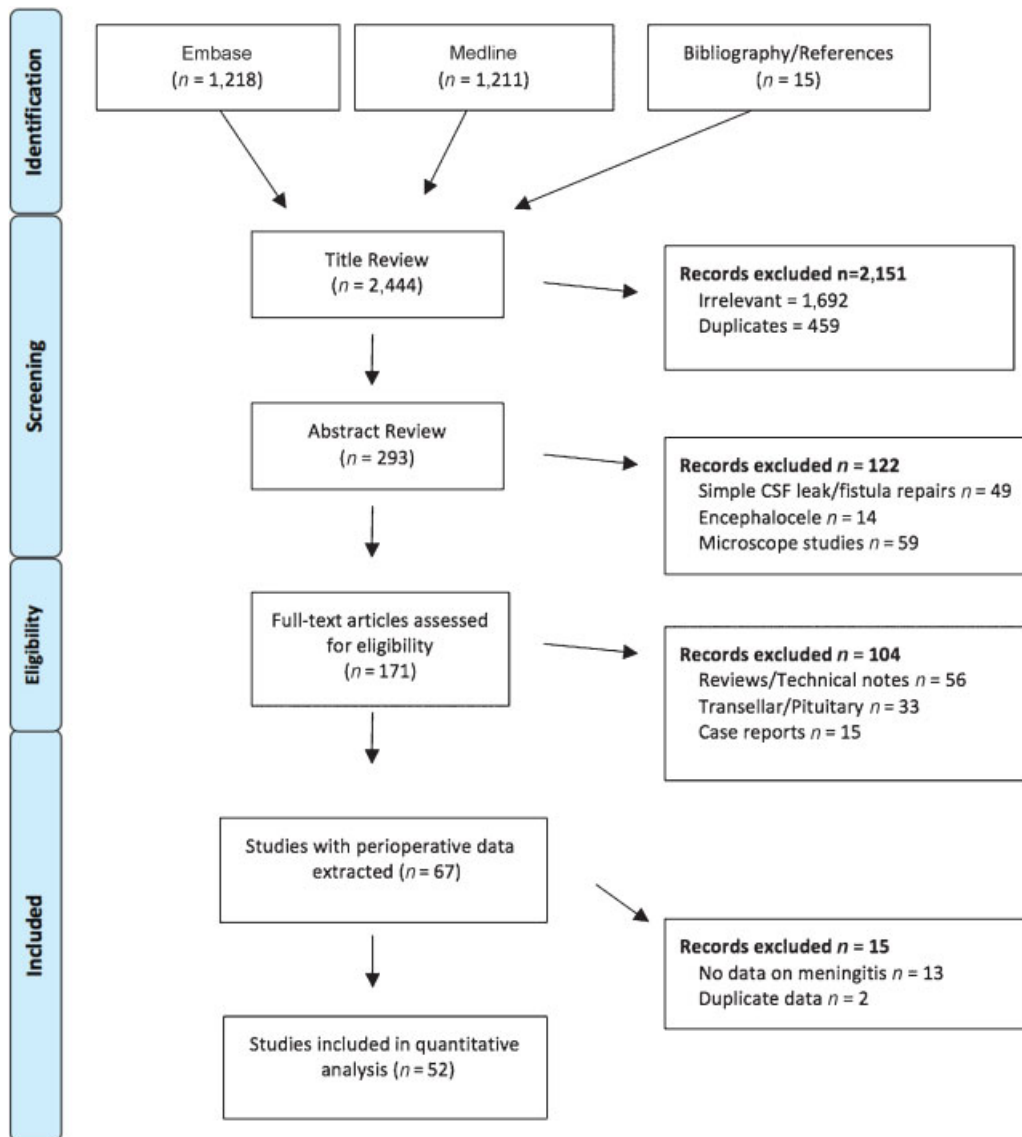 Identification
Embase
(n = 1,218)
Medline
(n = 1,211)
Bibliography/References
(n = 15)
Screening
Title Review
(n = 2,444)
Records excluded n=2,151
Irrelevant = 1,692
Duplicates = 459
Abstract Review
(n = 293)
Records excluded n = 122
Simple CSF leak/fistula repairs n = 49
Encephalocele n = 14
Microscope studies n = 59
Eligibility
Full-text articles assessed
for eligibility
(n = 171)
Records excluded n = 104
Reviews/Technical notes n = 56
Transellar/Pituitary n = 33
Case reports n = 15
Included
Studies with perioperative data
extracted (n = 67)
Records excluded n = 15
No data on meningitis n = 13
Duplicate data n = 2
Studies included in quantitative
analysis (n = 52)